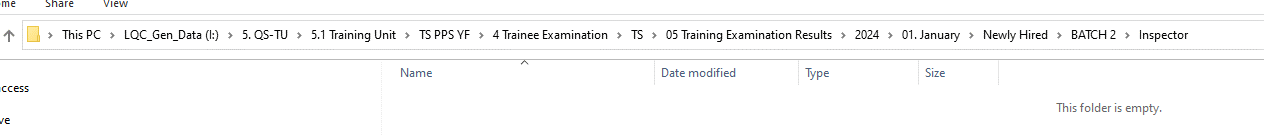 ome Share View
This PC > LQC_Gen_Data (I:) > 5. QS-TU > 5.1 Training Unit > TS PPS YF > 4 Trainee Examination > TS > 05 Training Examination Results > 2024 > 01. January > Newly Hired > BATCH 2 > Inspector
Name Date modified Type Size
access
This folder is empty.
ve